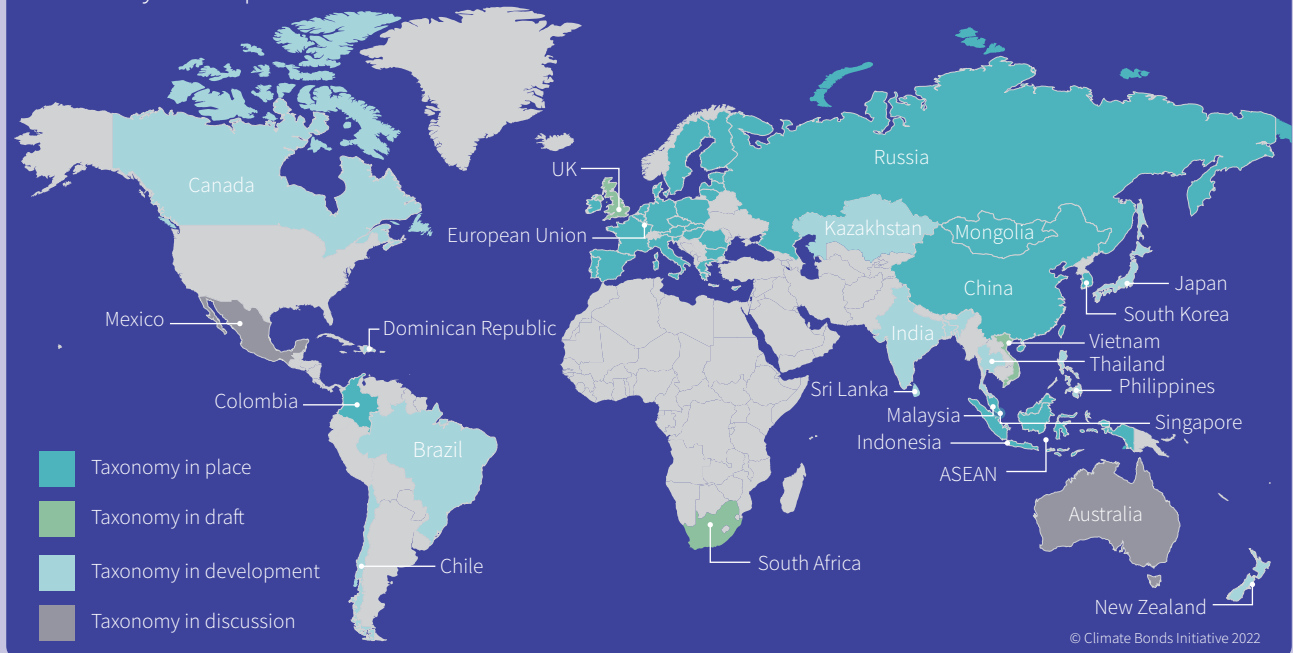 Canada
Russia
UK
European Union
Kazakhstan
Mongolia
China
Japan
South Korea
India
Vietnam
Thailand
Philippines
Sri Lanka
Malaysia
Singapore
Indonesia
ASEAN
Mexico
Dominican Republic
Colombia
Brazil
Chile
South Africa
Australia
New Zealand
Taxonomy in place
Taxonomy in draft
Taxonomy in development
Taxonomy in discussion
© Climate Bonds Initiative 2022